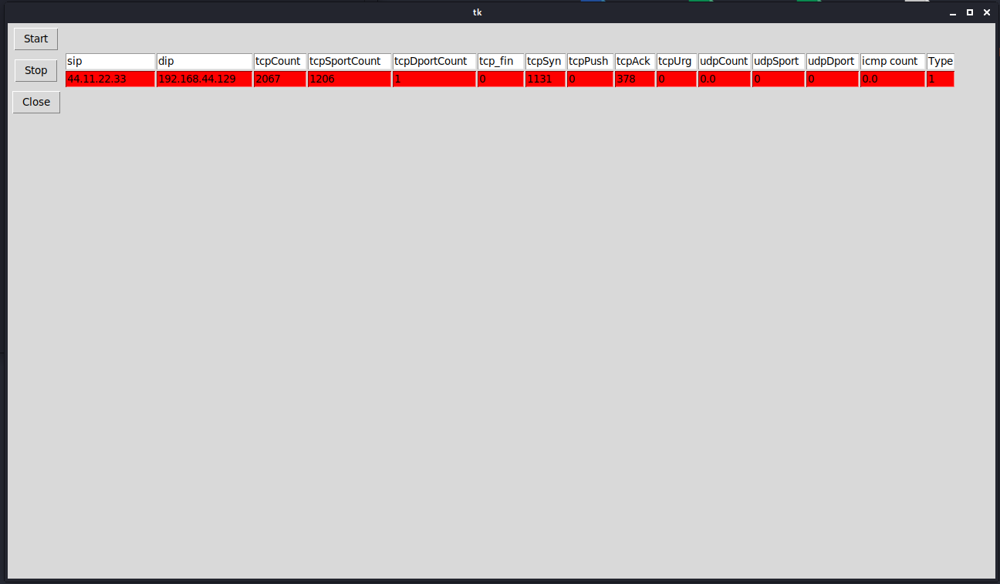 tk
Start
sip dip tcpCount tcpSportCount tcpDportCount tcp_fin tcpSyn tcpPush tcpAck tcpUrg udpCount udpSport udpDport icmp count Type
Stop
44.11.22.33 192.168.44.129 2067 1206 1 0 1131 0 378 0 0.0 0 0 0.0 1
Close